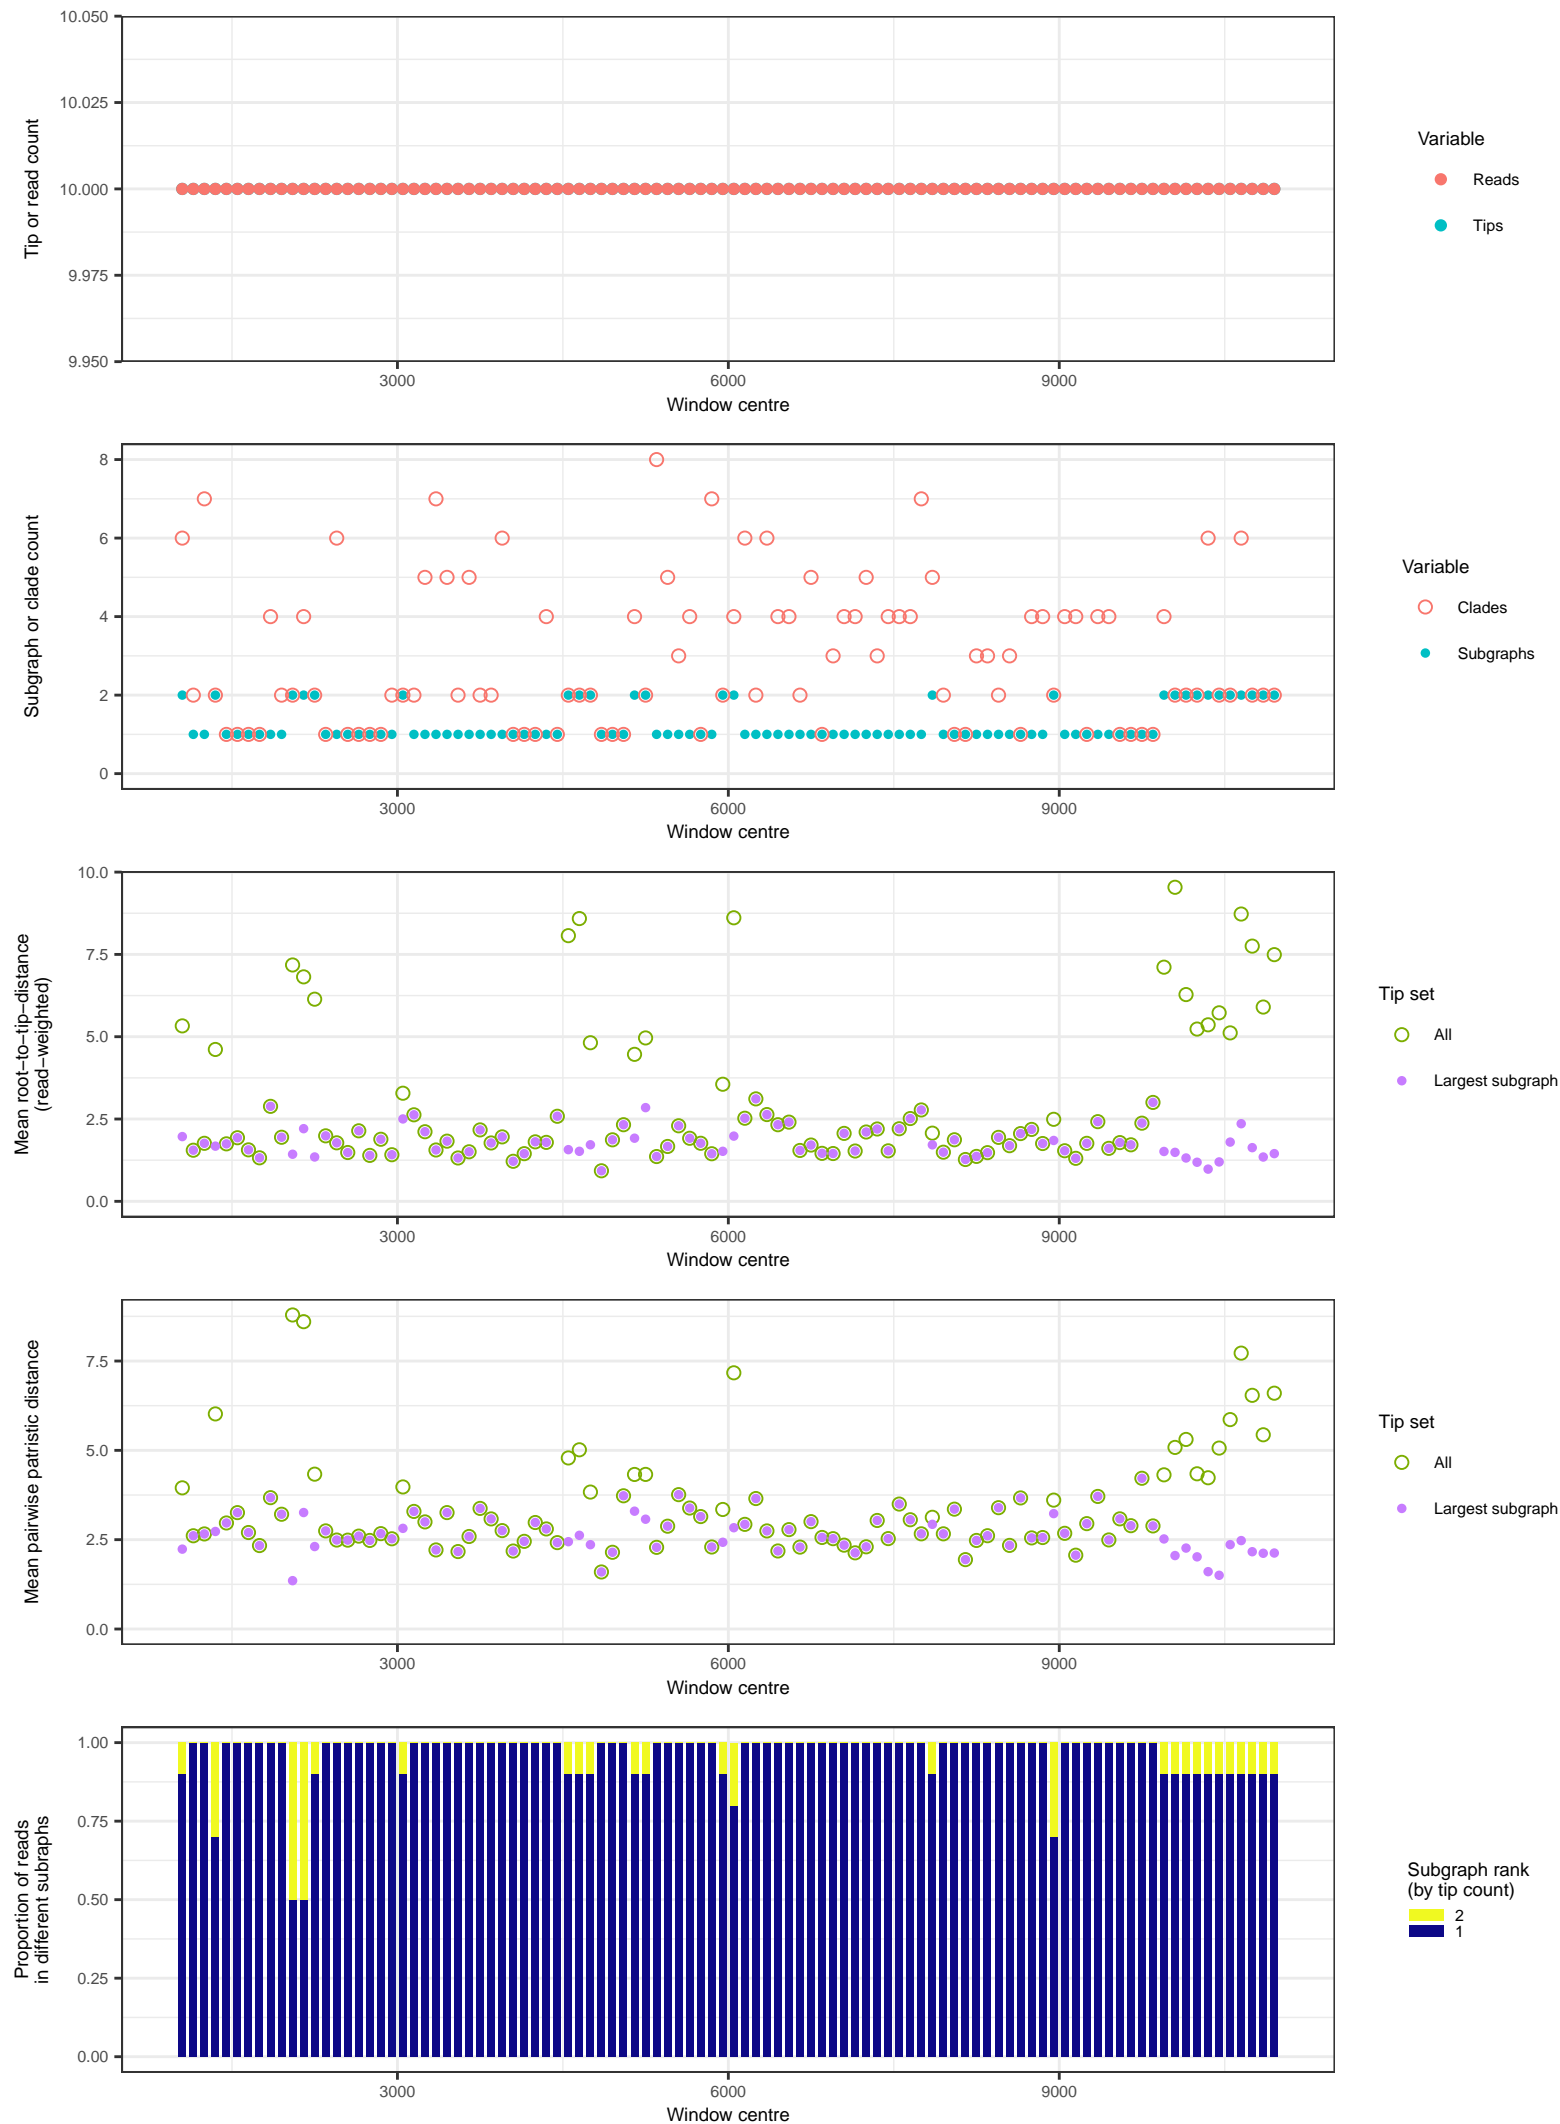 10.050
10.025
10.000
9.975
9.950
Tip or read count
3000 6000 9000
Window centre
Variable
Reads
Tips
8
6
4
2
0
Subgraph or clade count
3000 6000 9000
Window centre
Variable
Clades
Subgraphs
10.0
7.5
5.0
2.5
0.0
Mean root−to−tip−distance
(read−weighted)
3000 6000 9000
Window centre
Tip set
All
Largest subgraph
7.5
5.0
2.5
0.0
Mean pairwise patristic distance
3000 6000 9000
Window centre
Tip set
All
Largest subgraph
1.00
0.75
0.50
0.25
0.00
Proportion of reads
in different subraphs
3000 6000 9000
Window centre
Subgraph rank
(by tip count)
2
1